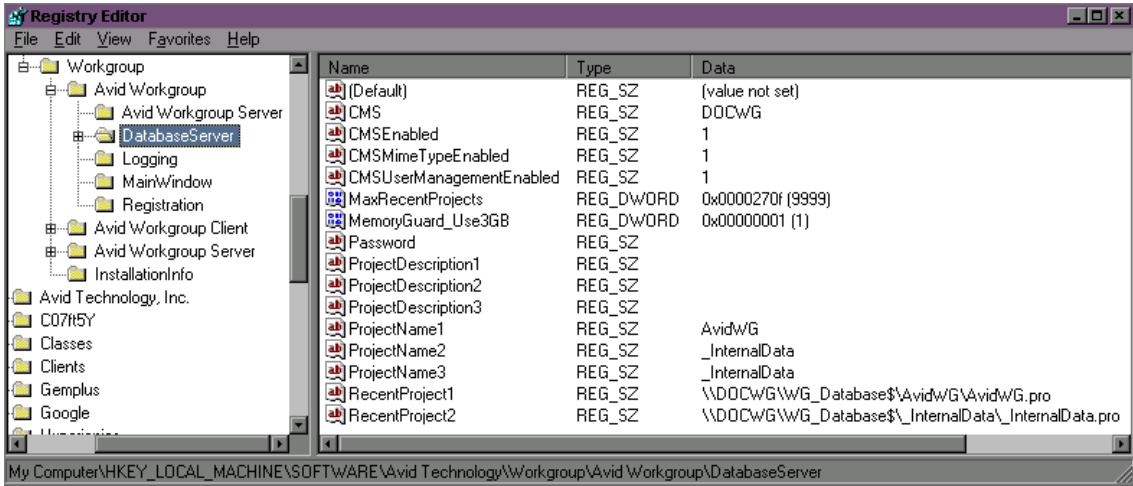 Registry Editor
File Edit View Favorites Help
Workgroup
Avid Workgroup
Avid Workgroup Server
DatabaseServer
Logging
MainWindow
Registration
Avid Workgroup Client
Avid Workgroup Server
InstallationInfo
Avid Technology, Inc.
C07ft5Y
Classes
Clients
Gemplus
Google
Name Type Data
(Default) REG_SZ (value not set)
CMS REG_SZ DOCWG
CMSEnabled REG_SZ 1
CMSMimeTypeEnabled REG_SZ 1
CMSUserManagementEnabled REG_SZ 1
MaxRecentProjects REG_DWORD 0x0000270f (9999)
MemoryGuard_Use3GB REG_DWORD 0x00000001 (1)
Password REG_SZ
ProjectDescription1 REG_SZ
ProjectDescription2 REG_SZ
ProjectDescription3 REG_SZ
ProjectName1 REG_SZ AvidWG
ProjectName2 REG_SZ _InternalData
ProjectName3 REG_SZ _InternalData
RecentProject1 REG_SZ \\DOCWG\WG_Database$\AvidWG\AvidWG.pro
RecentProject2 REG_SZ \\DOCWG\WG_Database$\_InternalData\_InternalData.pro
My Computer\HKEY_LOCAL_MACHINE\SOFTWARE\Avid Technology\Workgroup\Avid Workgroup\DatabaseServer